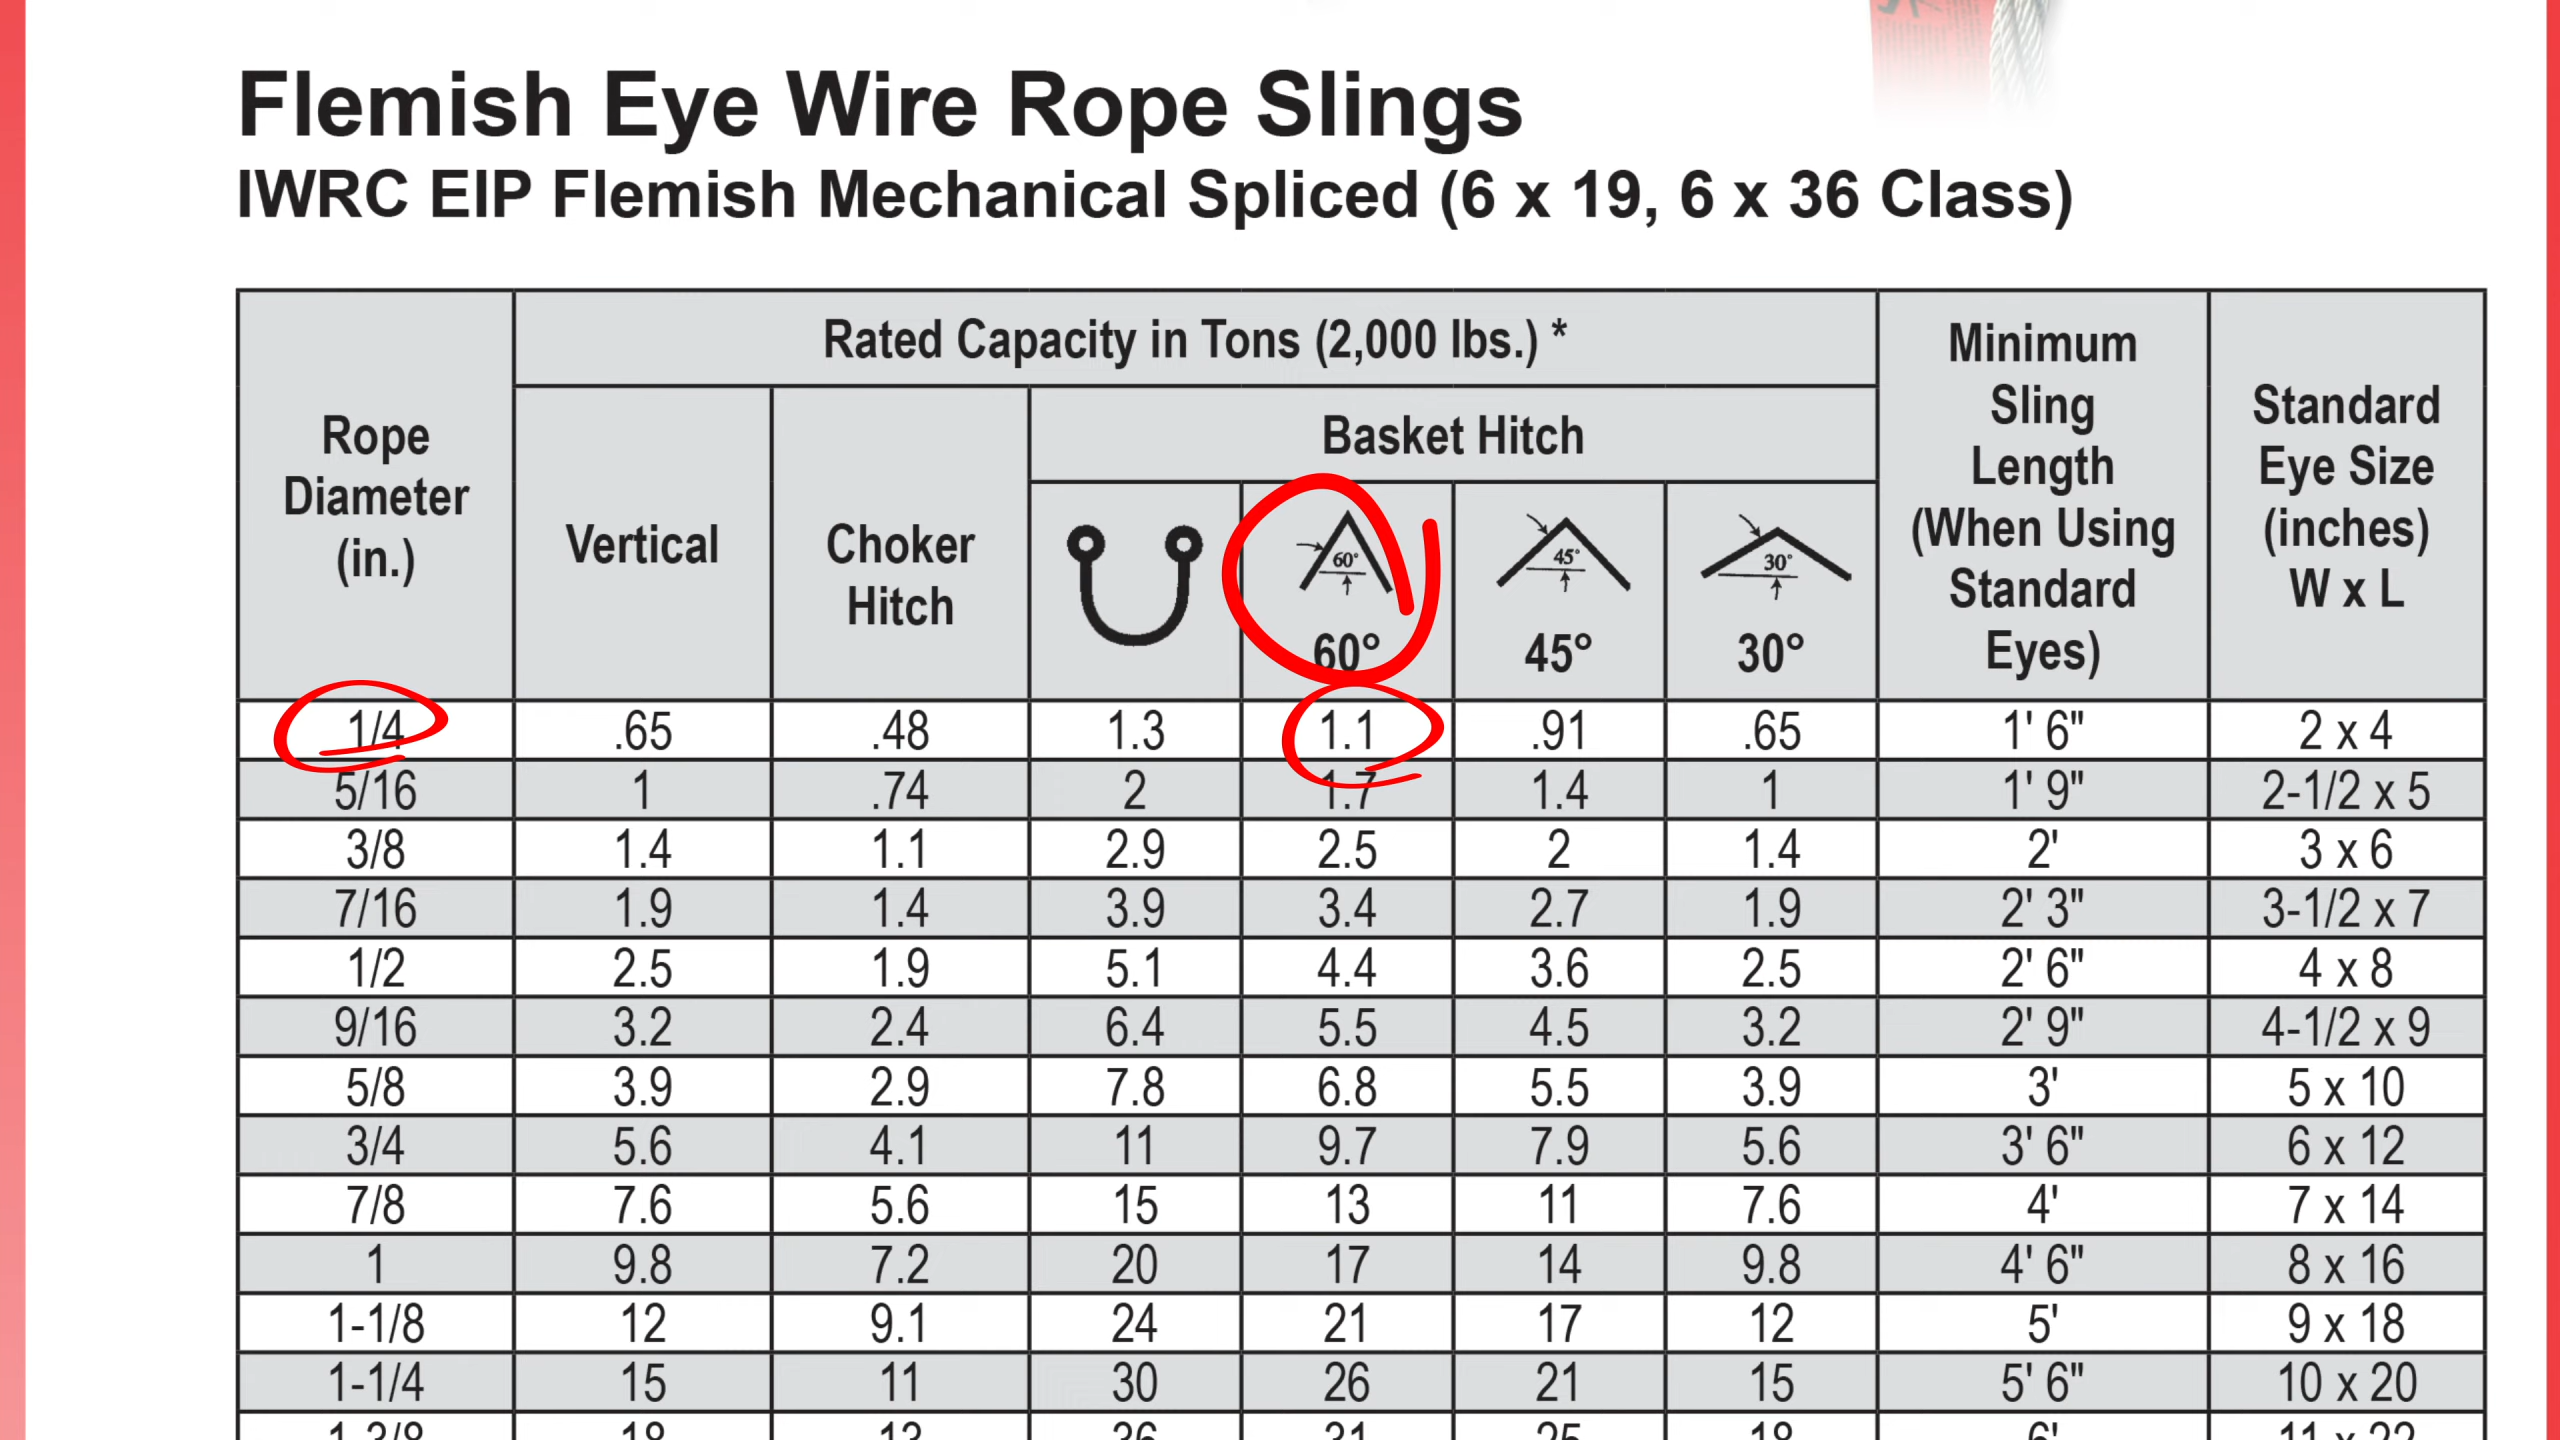 Flemish Eye Wire Rope Slings
IWRC EIP Flemish Mechanical Spliced (6 x 19, 6 x 36 Class)
Rope Diameter (in.)
Rated Capacity in Tons (2,000 lbs.) *
Minimum Sling Length (When Using Standard Eyes)
Standard Eye Size (inches) W x L
Vertical
Choker Hitch
Basket Hitch
60° 45° 30°
60° 45° 30°
1/4 .65 .48 1.3 1.1 .91 .65 1' 6" 2 x 4
5/16 1 .74 2 1.7 1.4 1 1' 9" 2-1/2 x 5
3/8 1.4 1.1 2.9 2.5 2 1.4 2' 3 x 6
7/16 1.9 1.4 3.9 3.4 2.7 1.9 2' 3" 3-1/2 x 7
1/2 2.5 1.9 5.1 4.4 3.6 2.5 2' 6" 4 x 8
9/16 3.2 2.4 6.4 5.5 4.5 3.2 2' 9" 4-1/2 x 9
5/8 3.9 2.9 7.8 6.8 5.5 3.9 3' 5 x 10
3/4 5.6 4.1 11 9.7 7.9 5.6 3' 6" 6 x 12
7/8 7.6 5.6 15 13 11 7.6 4' 7 x 14
1 9.8 7.2 20 17 14 9.8 4' 6" 8 x 16
1-1/8 12 9.1 24 21 17 12 5' 9 x 18
1-1/4 15 11 30 26 21 15 5' 6" 10 x 20
1-3/8 18 13 36 31 25 18 6' 11 x 22